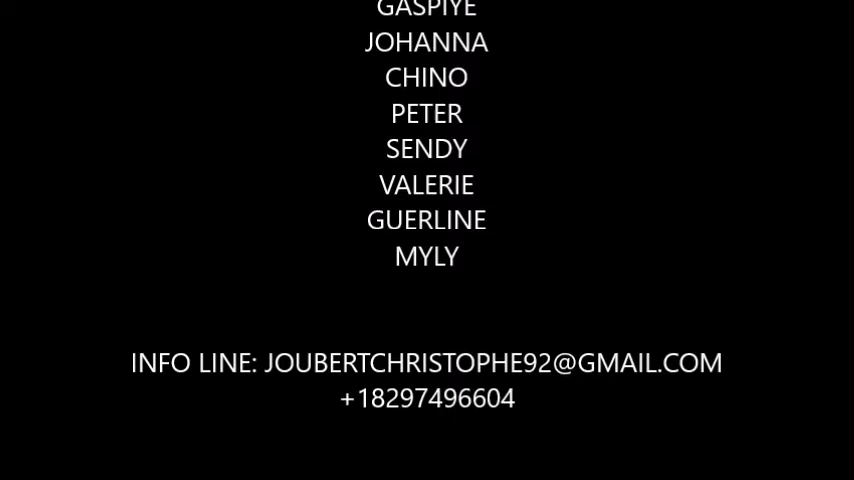 GASPIYE
JOHANNA
CHINO
PETER
SENDY
VALERIE
GUERLINE
MYLY
INFO LINE: JOUBERTCHRISTOPHE92@GMAIL.COM
+18297496604